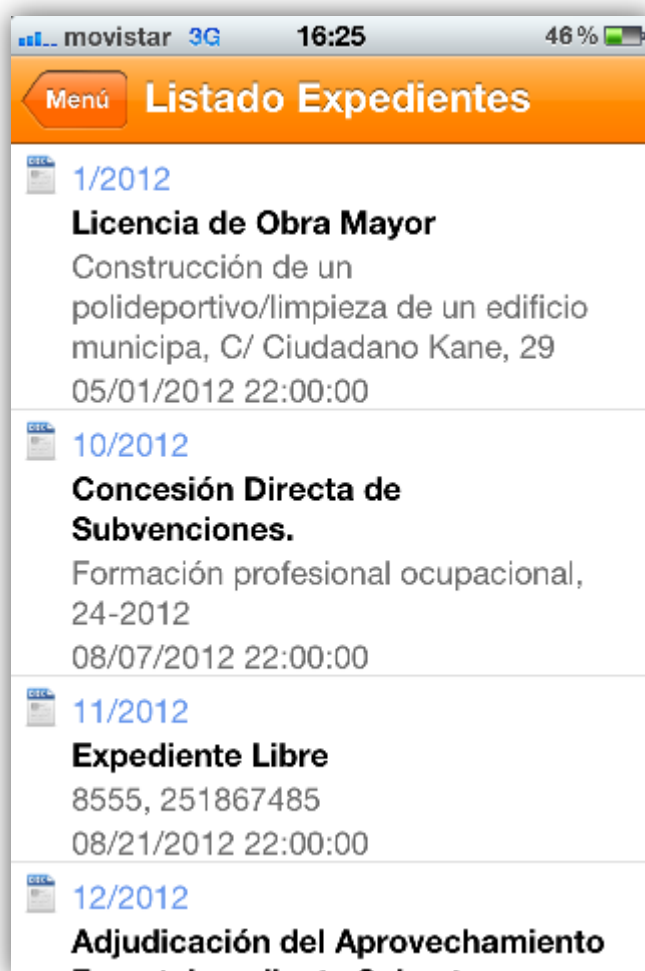 movistar 3G 16:25 46 %
Menú Listado Expedientes
1/2012
Licencia de Obra Mayor
Construcción de un
polideportivo/limpieza de un edificio
municipa, C/ Ciudadano Kane, 29
05/01/2012 22:00:00
10/2012
Concesión Directa de
Subvenciones.
Formación profesional ocupacional,
24-2012
08/07/2012 22:00:00
11/2012
Expediente Libre
8555, 251867485
08/21/2012 22:00:00
12/2012
Adjudicación del Aprovechamiento